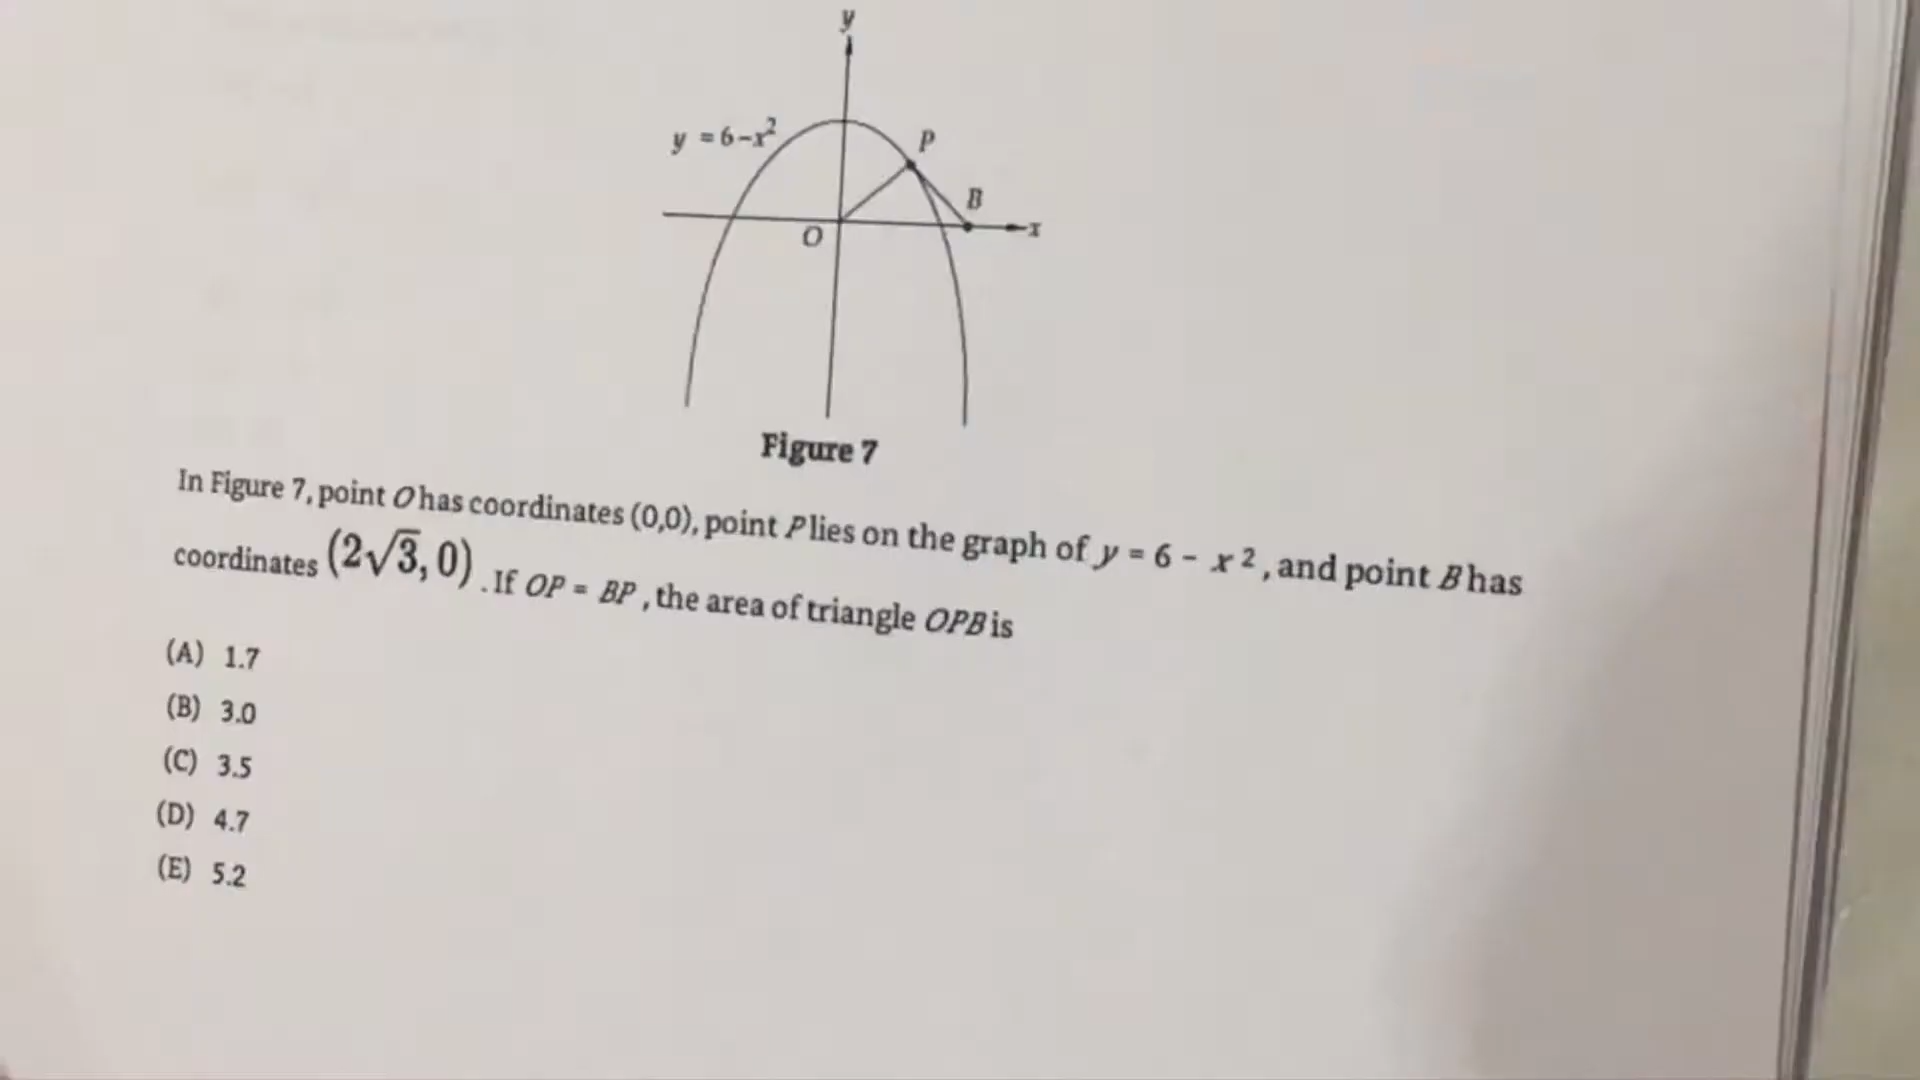 y
y = 6 – x²
P
B
O
x
Figure 7
In Figure 7, point O has coordinates (0,0), point P lies on the graph of y = 6 – x ², and point B has
coordinates (2√3, 0) . If OP = BP , the area of triangle OPB is
(A) 1.7
(B) 3.0
(C) 3.5
(D) 4.7
(E) 5.2